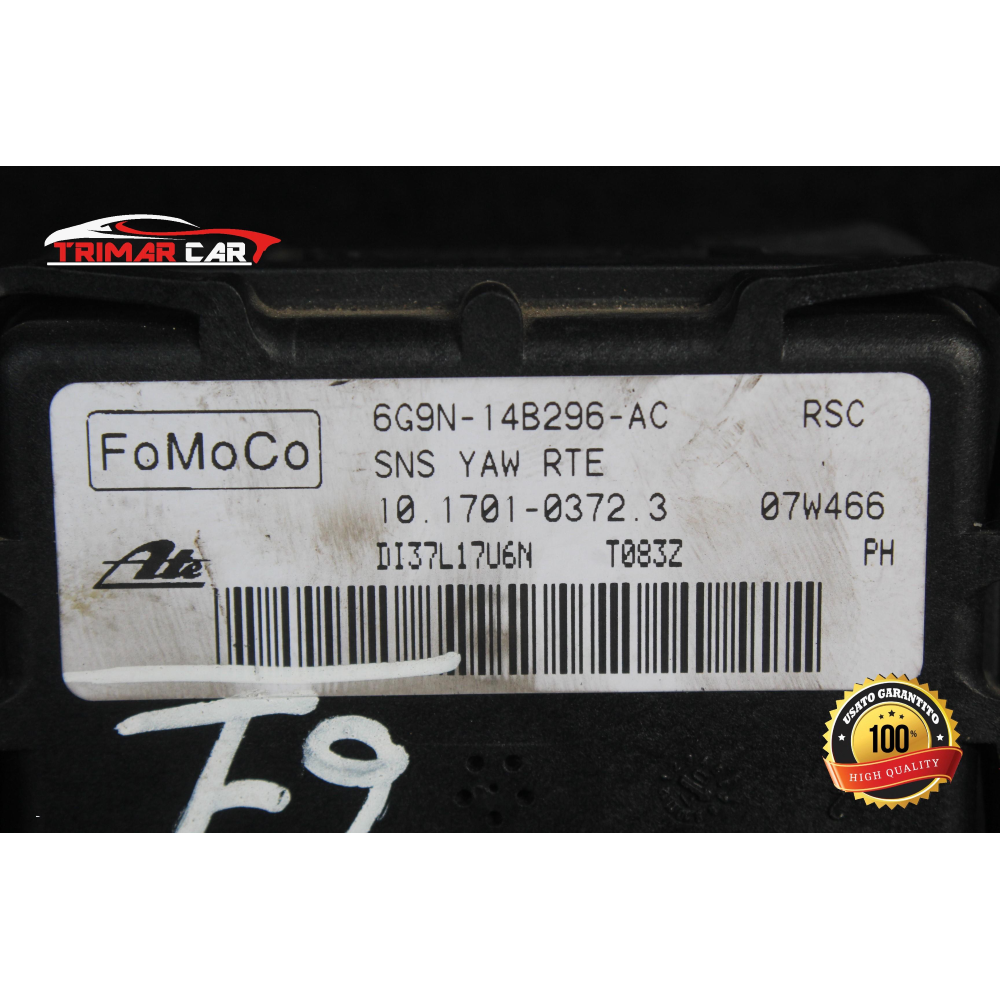 TRIMAR CAR
FoMoCo
6G9N-14B296-AC RSC
SNS YAW RTE
10.1701-0372.3 07W466
Ate
DI37L17U6N T083Z PH
USATO GARANTITO
100%
HIGH QUALITY